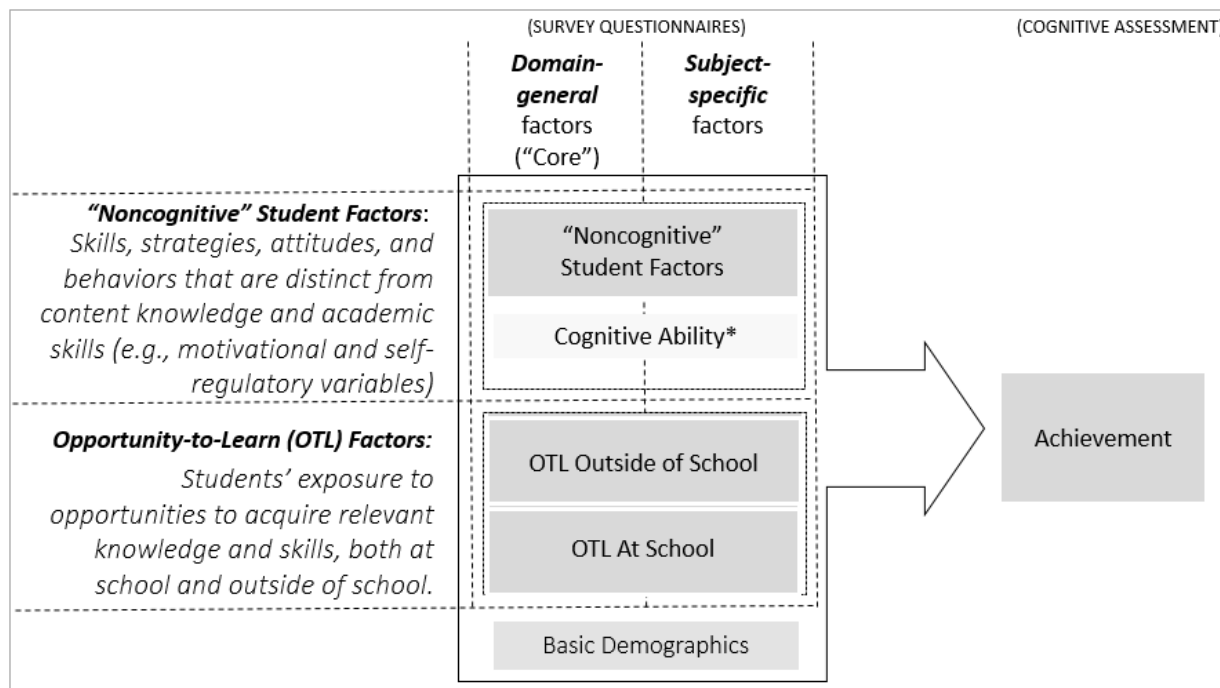 (SURVEY QUESTIONNAIRES)
(COGNITIVE ASSESSMENT)
Domain-
general
factors
(“Core”)
Subject-
specific
factors
“Noncognitive” Student Factors:
Skills, strategies, attitudes, and
behaviors that are distinct from
content knowledge and academic
skills (e.g., motivational and self-
regulatory variables)
“Noncognitive”
Student Factors
Cognitive Ability*
Opportunity-to-Learn (OTL) Factors:
Students’ exposure to
opportunities to acquire relevant
knowledge and skills, both at
school and outside of school.
OTL Outside of School
OTL At School
Basic Demographics
Achievement